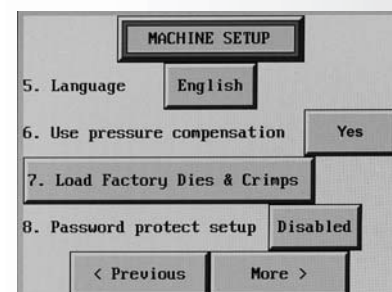 MACHINE SETUP
5. Language English
6. Use pressure compensation Yes
7. Load Factory Dies & Crimps
8. Password protect setup Disabled
< Previous More >